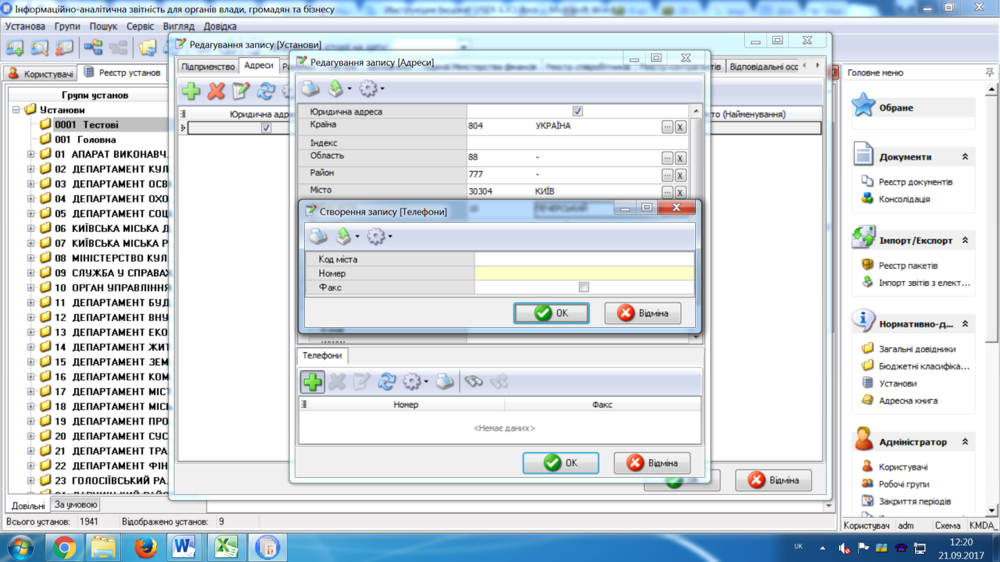 Інформаційно-аналітична звітність для органів влади, громадян та бізнесу
Установа Групи Пошук Сервіс Вигляд Довідка
Користувачі Реєстр установ
Групи установ
Установи
0001 Тестові
001 Головна
01 АПАРАТ ВИКОНАВЧ
02 ДЕПАРТАМЕНТ КУЛ
03 ДЕПАРТАМЕНТ ОСВ
04 ДЕПАРТАМЕНТ ОХО
05 ДЕПАРТАМЕНТ СОЦ
06 КИЇВСЬКА МІСЬКА Д
07 КИЇВСЬКА МІСЬКА Р
08 МІНІСТЕРСТВО КУЛ
09 СЛУЖБА У СПРАВАХ
10 ОРГАН УПРАВЛІННЯ
11 ДЕПАРТАМЕНТ БУД
12 ДЕПАРТАМЕНТ ВНУ
13 ДЕПАРТАМЕНТ ЕКО
14 ДЕПАРТАМЕНТ ЖИТ
15 ДЕПАРТАМЕНТ ЗЕМ
16 ДЕПАРТАМЕНТ КОМ
17 ДЕПАРТАМЕНТ МІСТ
18 ДЕПАРТАМЕНТ МІСЬ
19 ДЕПАРТАМЕНТ ПРО
20 ДЕПАРТАМЕНТ СУС
21 ДЕПАРТАМЕНТ ТРА
22 ДЕПАРТАМЕНТ ФІН
23 ГОЛОСІЇВСЬКИЙ РА
Довільні За умовою
Всього установ: 1941 Відображено установ: 9
Редагування запису [Установи]
Підприємство Адреси
Відповідальні осс
Юридична адр
то (Найменування)
Відміна
Редагування запису [Адреси]
Юридична адреса
Країна 804 УКРАЇНА
Індекс
Область 88 -
Район 777 -
Місто 30304 КИЇВ
Створення запису [Телефони]
Код міста
Номер
Факс
OK Відміна
Телефони
Номер Факс
<Немає даних>
OK Відміна
Головне меню
Обране
Документи
Реєстр документів
Консолідація
Імпорт/Експорт
Реєстр пакетів
Імпорт звітів з елект...
Нормативно-д...
Загальні довідники
Бюджетні класифіка...
Установи
Адресна книга
Адміністратор
Користувачі
Робочі групи
Закриття періодів
Користувач adm Схема KMDA_
UK
12:20
21.09.2017